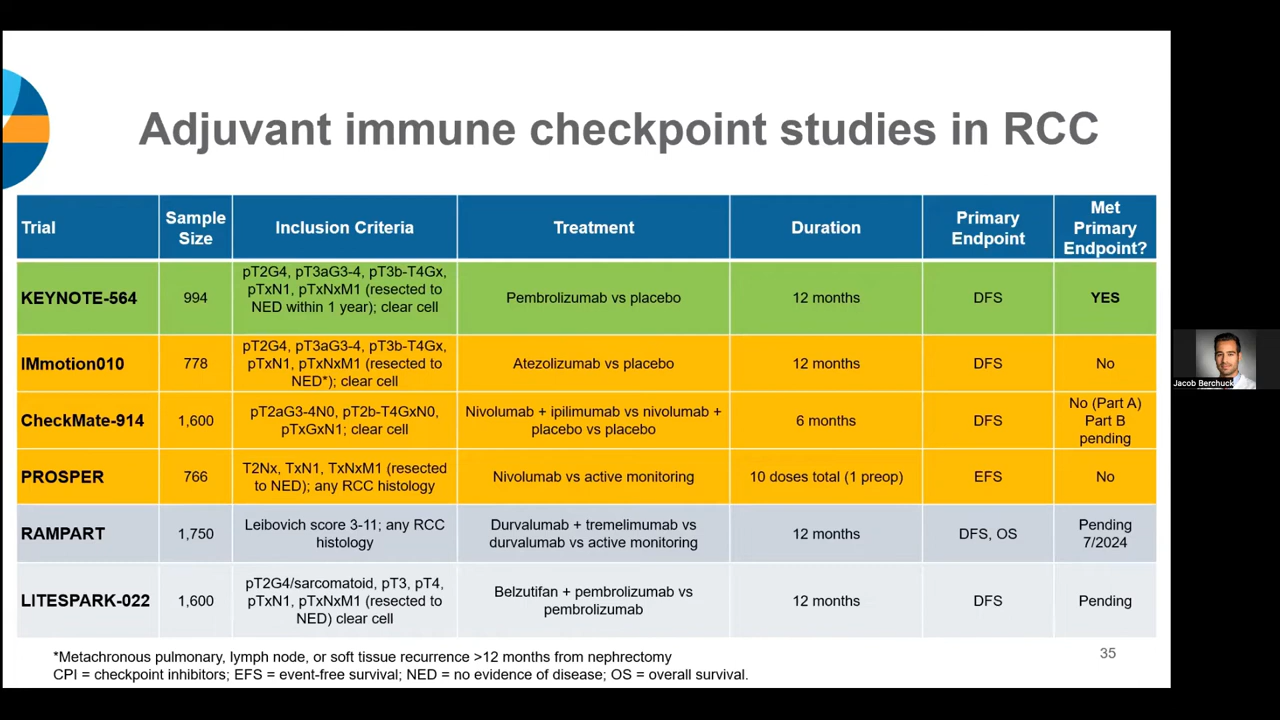 Adjuvant immune checkpoint studies in RCC
Trial
Sample
Size
Inclusion Criteria
Treatment
Duration
Primary
Endpoint
Met
Primary
Endpoint?
KEYNOTE-564
994
pT2G4, pT3aG3-4, pT3b-T4Gx,
pTxN1, pTxNxM1 (resected to
NED within 1 year); clear cell
Pembrolizumab vs placebo
12 months
DFS
YES
IMmotion010
778
pT2G4, pT3aG3-4, pT3b-T4Gx,
pTxN1, pTxNxM1 (resected to
NED*); clear cell
Atezolizumab vs placebo
12 months
DFS
No
CheckMate-914
1,600
pT2aG3-4N0, pT2b-T4GxN0,
pTxGxN1; clear cell
Nivolumab + ipilimumab vs nivolumab +
placebo vs placebo
6 months
DFS
No (Part A)
Part B
pending
PROSPER
766
T2Nx, TxN1, TxNxM1 (resected
to NED); any RCC histology
Nivolumab vs active monitoring
10 doses total (1 preop)
EFS
No
RAMPART
1,750
Leibovich score 3-11; any RCC
histology
Durvalumab + tremelimumab vs
durvalumab vs active monitoring
12 months
DFS, OS
Pending
7/2024
LITESPARK-022
1,600
pT2G4/sarcomatoid, pT3, pT4,
pTxN1, pTxNxM1 (resected to
NED) clear cell
Belzutifan + pembrolizumab vs
pembrolizumab
12 months
DFS
Pending
*Metachronous pulmonary, lymph node, or soft tissue recurrence >12 months from nephrectomy
CPI = checkpoint inhibitors; EFS = event-free survival; NED = no evidence of disease; OS = overall survival.
35
Jacob Berchuck